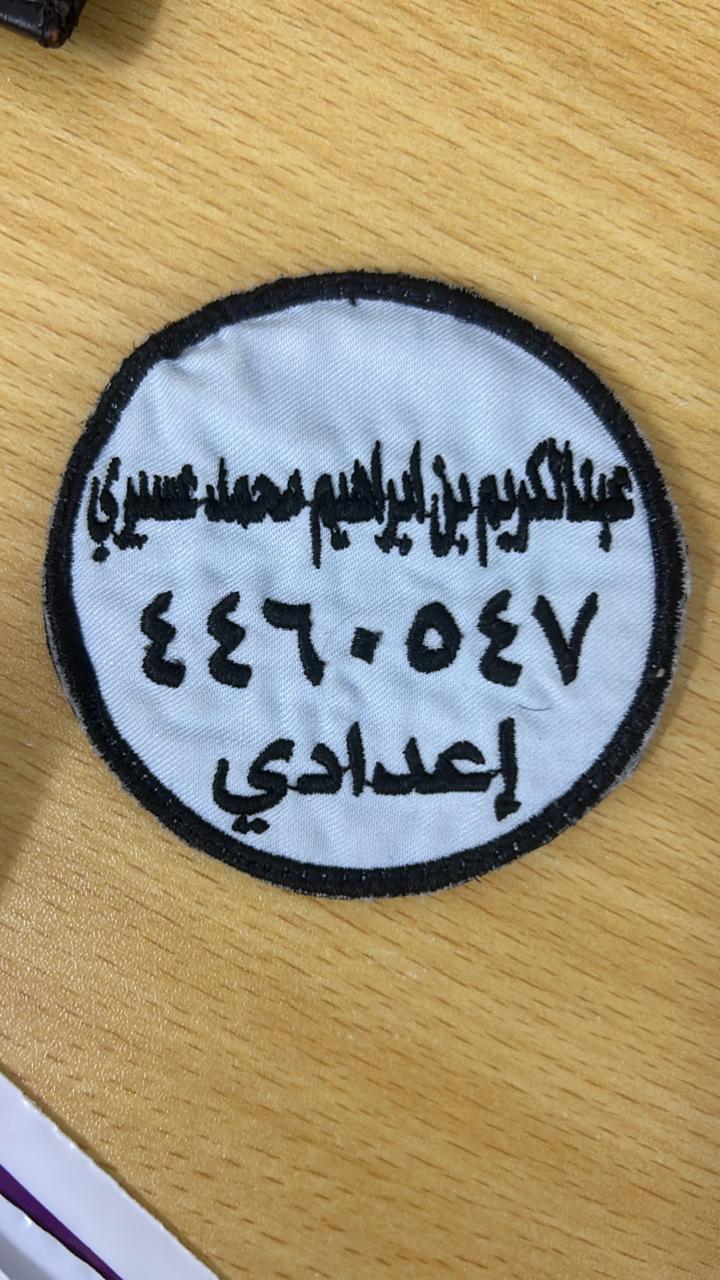 عبدالكريم بن ابراهيم محمد عسيري
٤٤٦٠٥٤٧
إعدادي